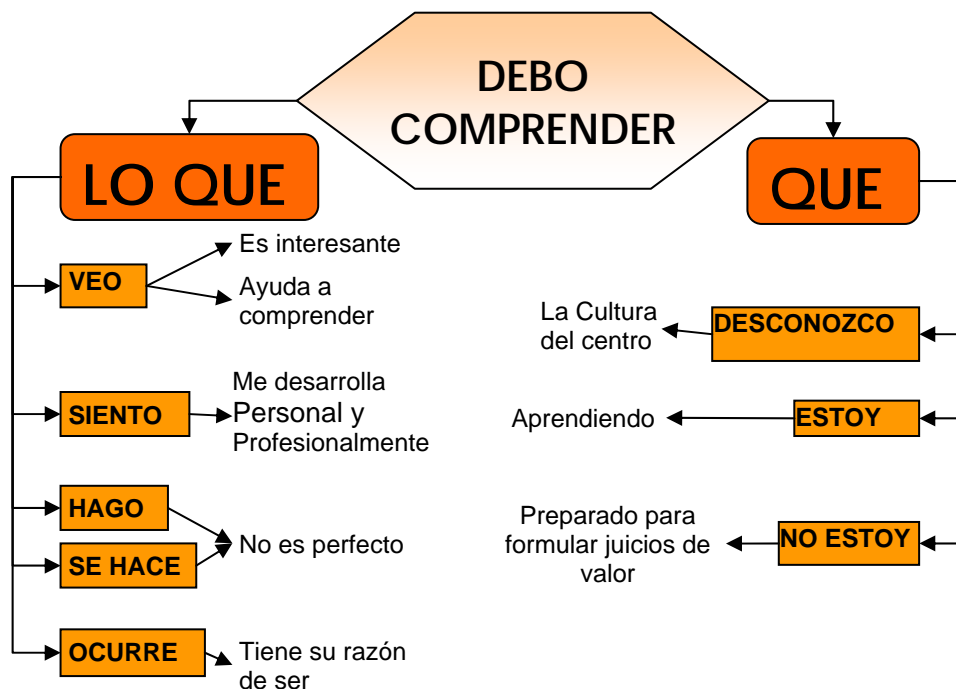 DEBO
COMPRENDER
LO QUE
VEO
Es interesante
Ayuda a
comprender
SIENTO
Me desarrolla
Personal y
Profesionalmente
HAGO
SE HACE
No es perfecto
OCURRE
Tiene su razón
de ser
QUE
DESCONOZCO
La Cultura
del centro
ESTOY
Aprendiendo
NO ESTOY
Preparado para
formular juicios de
valor